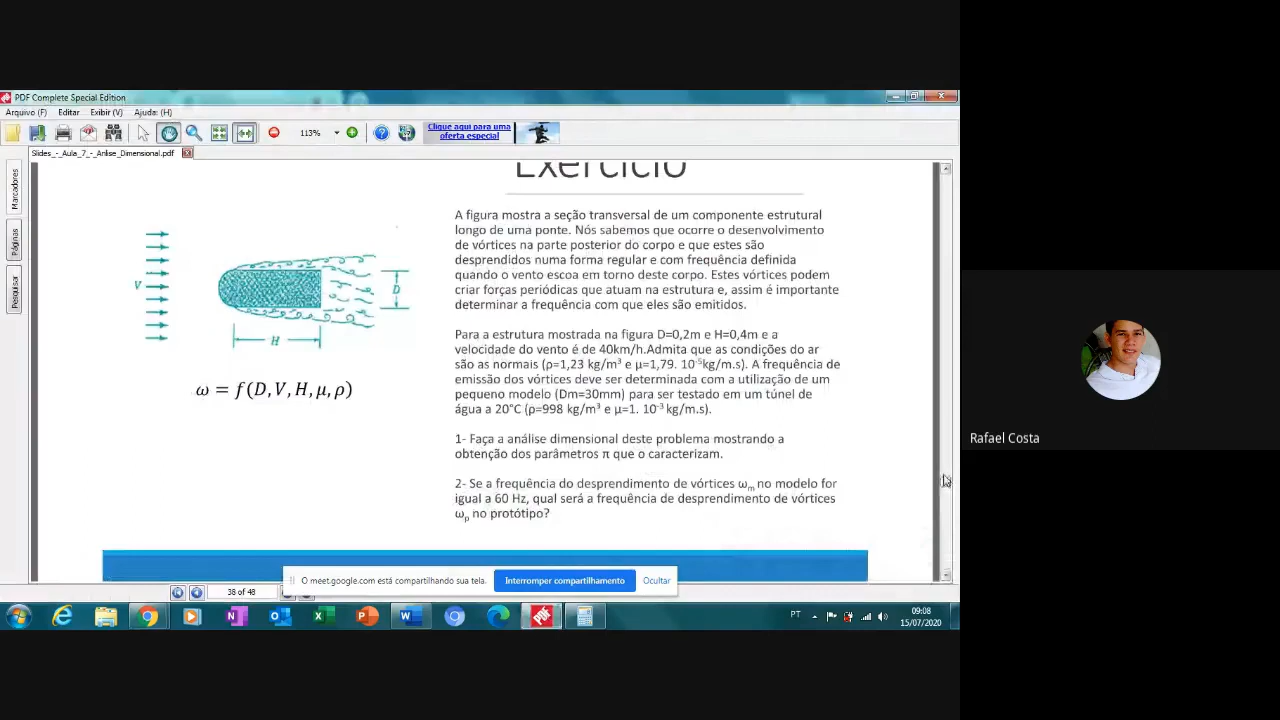 PDF Complete Special Edition
Arquivo (F) Editar Exibir (V) Ajuda: (H)
113%
Clique aqui para uma
oferta especial
Slides_-_Aula_7_-_Anlise_Dimensional.pdf
Marcadores
Páginas
Pesquisar
Exercício
V
D
H
ω = f(D, V, H, μ, ρ)
A figura mostra a seção transversal de um componente estrutural
longo de uma ponte. Nós sabemos que ocorre o desenvolvimento
de vórtices na parte posterior do corpo e que estes são
desprendidos numa forma regular e com frequência definida
quando o vento escoa em torno deste corpo. Estes vórtices podem
criar forças periódicas que atuam na estrutura e, assim é importante
determinar a frequência com que eles são emitidos.
Para a estrutura mostrada na figura D=0,2m e H=0,4m e a
velocidade do vento é de 40km/h.Admita que as condições do ar
são as normais (ρ=1,23 kg/m³ e μ=1,79. 10⁻⁵kg/m.s). A frequência de
emissão dos vórtices deve ser determinada com a utilização de um
pequeno modelo (Dm=30mm) para ser testado em um túnel de
água a 20°C (ρ=998 kg/m³ e μ=1. 10⁻³ kg/m.s).
1- Faça a análise dimensional deste problema mostrando a
obtenção dos parâmetros π que o caracterizam.
2- Se a frequência do desprendimento de vórtices ωm no modelo for
igual a 60 Hz, qual será a frequência de desprendimento de vórtices
ωp no protótipo?
O meet.google.com está compartilhando sua tela.
Interromper compartilhamento
Ocultar
38 of 48
PT
09:08
15/07/2020
Rafael Costa